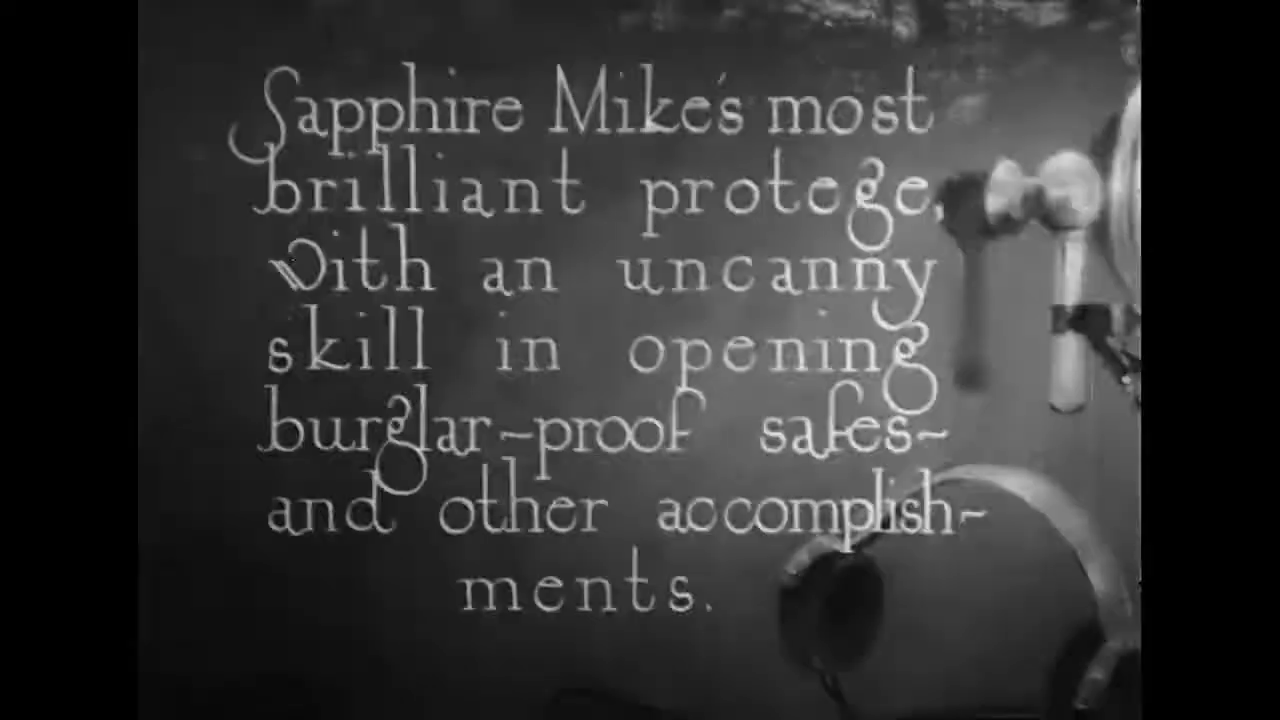 Sapphire Mike's most
brilliant protege,
with an uncanny
skill in opening
burglar-proof safes-
and other accomplish-
ments.